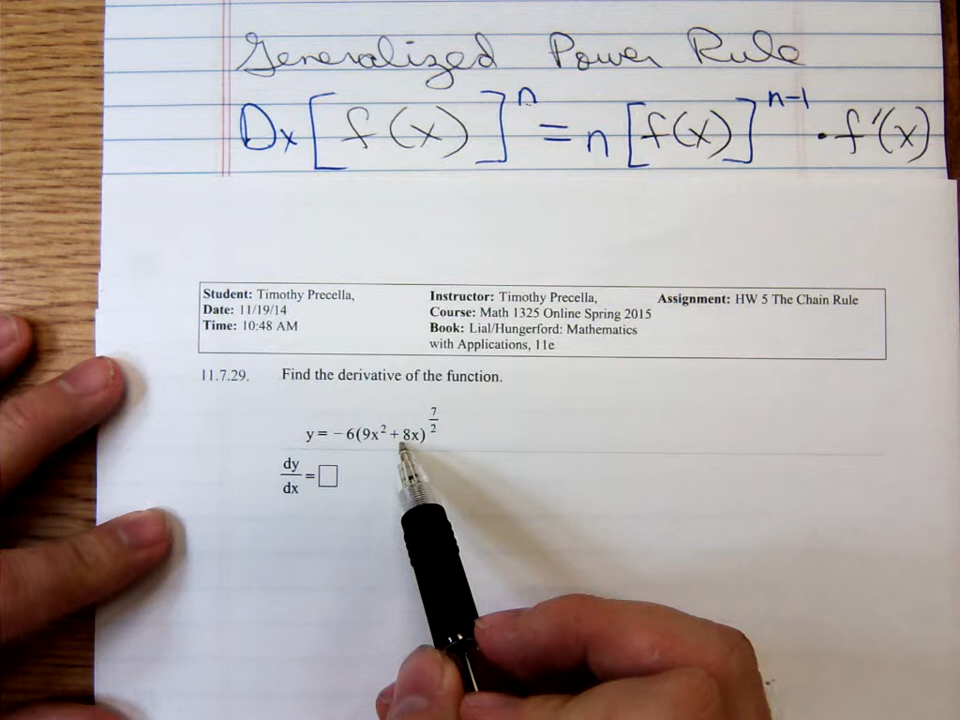 Generalized Power Rule
Dx [f(x)]^n = n [f(x)]^{n-1} · f'(x)
Student: Timothy Precella,
Date: 11/19/14
Time: 10:48 AM
Instructor: Timothy Precella,
Course: Math 1325 Online Spring 2015
Book: Lial/Hungerford: Mathematics
with Applications, 11e
Assignment: HW 5 The Chain Rule
11.7.29. Find the derivative of the function.
y = − 6(9x² + 8x)^{7/2}
dy/dx = □